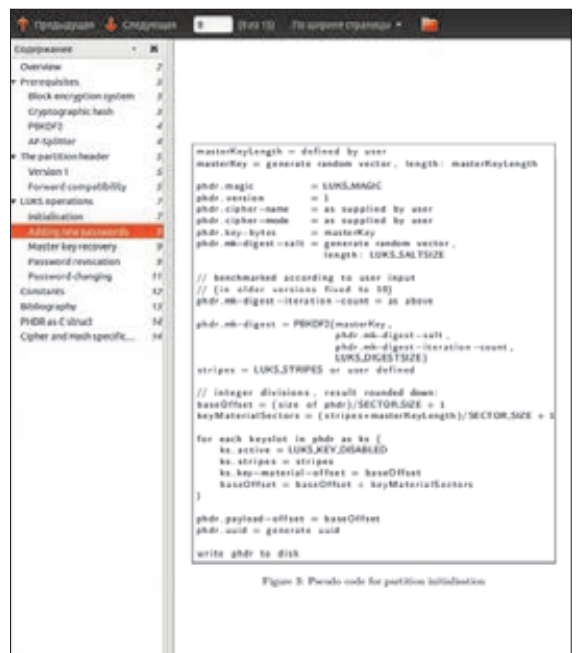 Предыдущая Следующая 8 (8 из 15) По ширине страницы
Содержание
Overview 2
Prerequisites 3
Block encryption system 3
Cryptographic hash 3
PBKDF2 4
AF-Splitter 4
The partition header 5
Version 1 5
Forward compatibility 5
LUKS operations 7
Initialisation 7
Adding new passwords 8
Master key recovery 9
Password revocation 9
Password changing 11
Constants 12
Bibliography 13
PHDR as C struct 14
Cipher and Hash specific... 14
masterKeyLength = defined by user
masterKey = generate random vector, length: masterKeyLength
phdr.magic = LUKS_MAGIC
phdr.version = 1
phdr.cipher-name = as supplied by user
phdr.cipher-mode = as supplied by user
phdr.key-bytes = masterKey
phdr.mk-digest-salt = generate random vector,
length: LUKS_SALTSIZE
// benchmarked according to user input
// (in older versions fixed to 10)
phdr.mk-digest-iteration-count = as above
phdr.mk-digest = PBKDF2(masterKey,
phdr.mk-digest-salt,
phdr.mk-digest-iteration-count,
LUKS_DIGESTSIZE)
stripes = LUKS_STRIPES or user defined
// integer divisions, result rounded down:
baseOffset = (size of phdr)/SECTOR_SIZE + 1
keyMaterialSectors = (stripes*masterKeyLength)/SECTOR_SIZE + 1
for each keyslot in phdr as ks {
ks.active = LUKS_KEY_DISABLED
ks.stripes = stripes
ks.key-material-offset = baseOffset
baseOffset = baseOffset + keyMaterialSectors
}
phdr.payload-offset = baseOffset
phdr.uuid = generate uuid
write phdr to disk
Figure 3: Pseudo code for partition initialisation